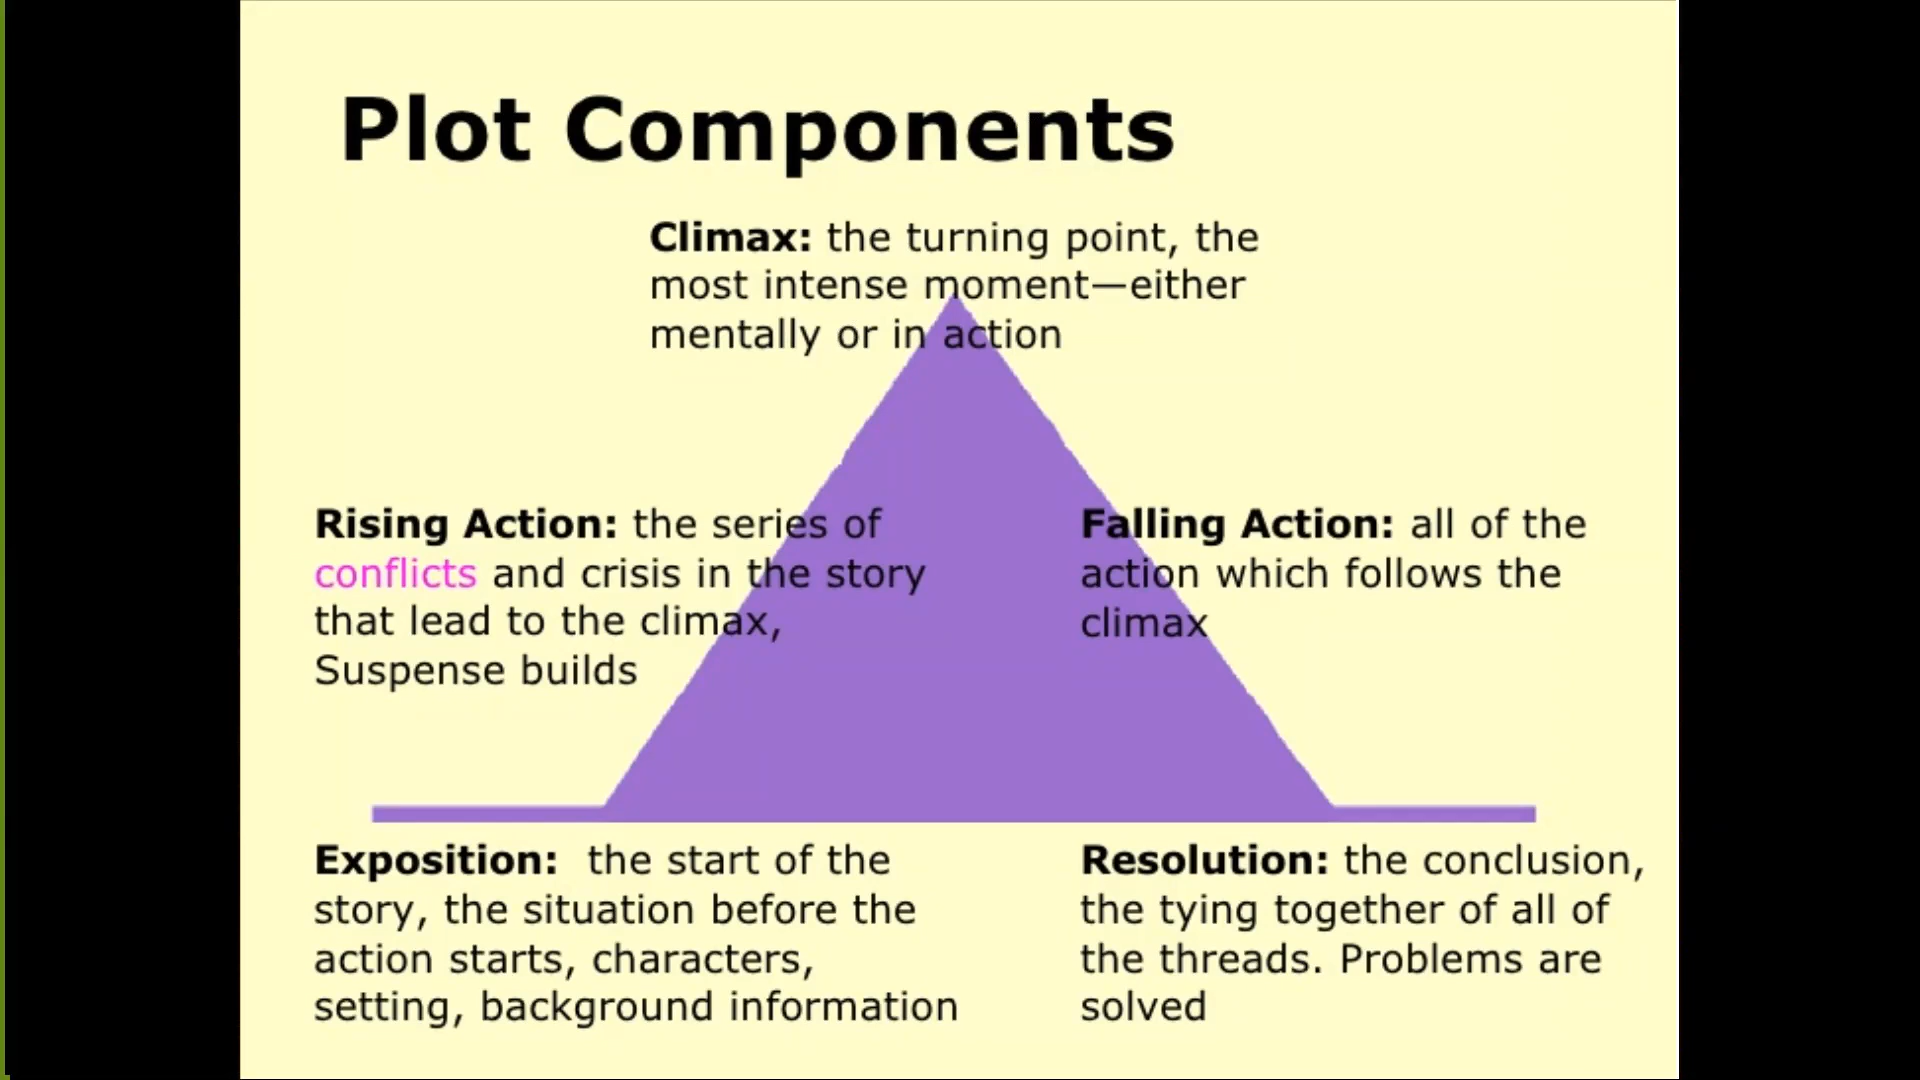 Plot Components
Climax: the turning point, the
most intense moment—either
mentally or in action
Rising Action: the series of
conflicts and crisis in the story
that lead to the climax,
Suspense builds
Falling Action: all of the
action which follows the
climax
Exposition:  the start of the
story, the situation before the
action starts, characters,
setting, background information
Resolution: the conclusion,
the tying together of all of
the threads. Problems are
solved